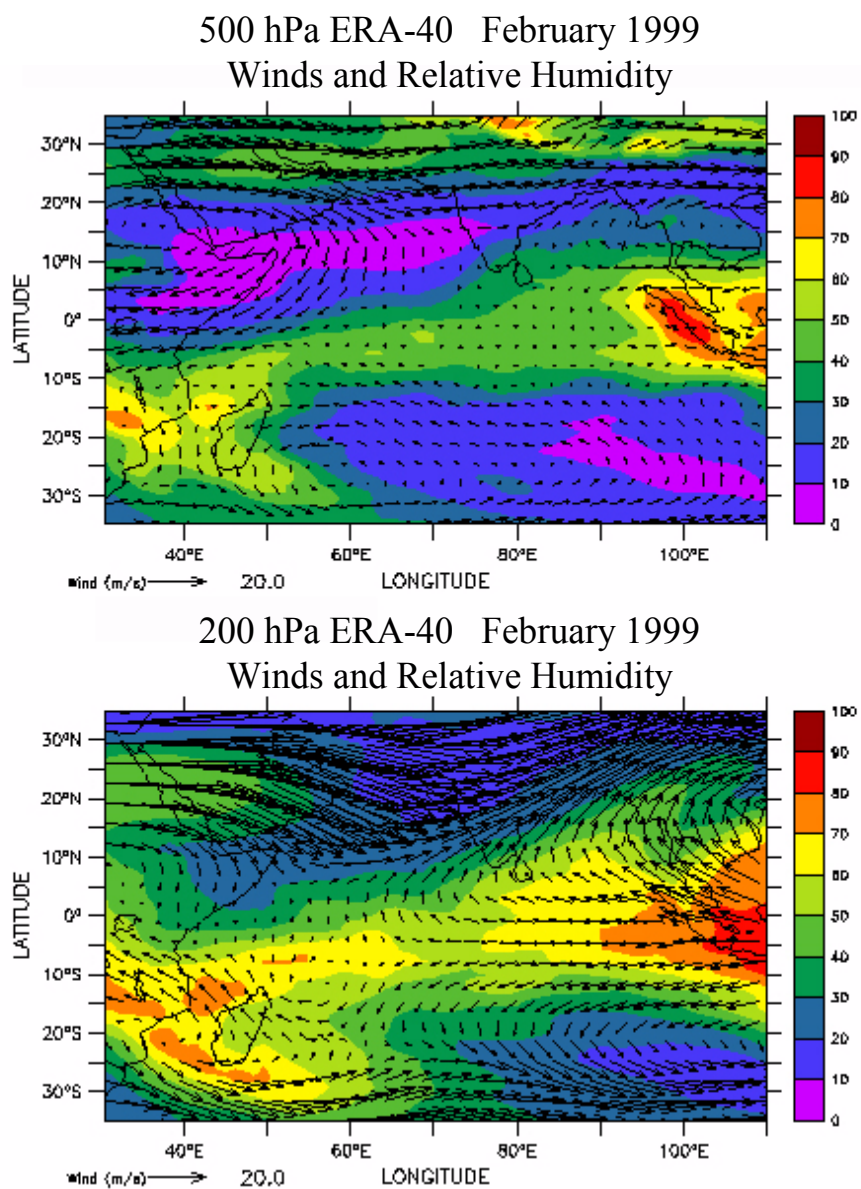 500 hPa ERA-40 February 1999
Winds and Relative Humidity
30°N
20°N
10°N
0°
10°S
20°S
30°S
LATITUDE
40°E 60°E 80°E 100°E
LONGITUDE
Wind (m/s) 20.0
100
90
80
70
60
50
40
30
20
10
0
200 hPa ERA-40 February 1999
Winds and Relative Humidity
30°N
20°N
10°N
0°
10°S
20°S
30°S
LATITUDE
40°E 60°E 80°E 100°E
LONGITUDE
Wind (m/s) 20.0
100
90
80
70
60
50
40
30
20
10
0